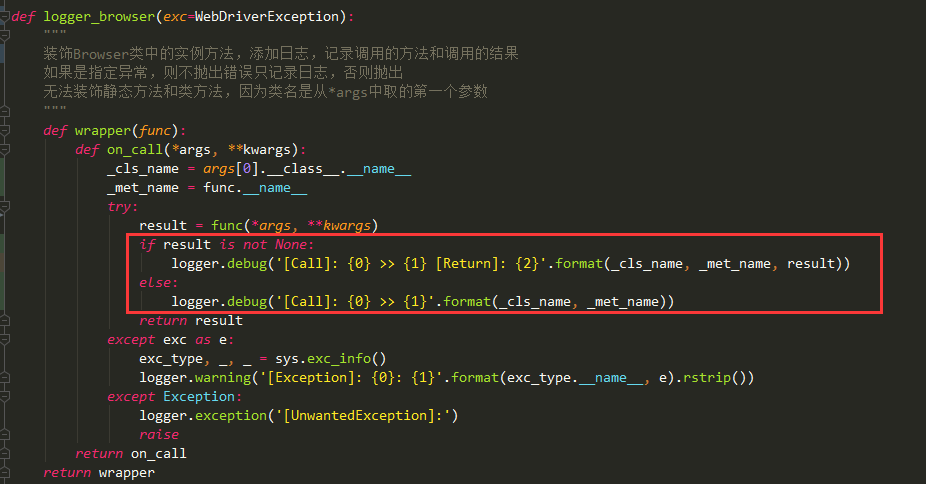 def logger_browser(exc=WebDriverException):
    """
    装饰Browser类中的实例方法，添加日志，记录调用的方法和调用的结果
    如果是指定异常，则不抛出错误只记录日志，否则抛出
    无法装饰静态方法和类方法，因为类名是从*args中取的第一个参数
    """
    def wrapper(func):
        def on_call(*args, **kwargs):
            _cls_name = args[0].__class__.__name__
            _met_name = func.__name__
            try:
                result = func(*args, **kwargs)
                if result is not None:
                    logger.debug('[Call]: {0} >> {1} [Return]: {2}'.format(_cls_name, _met_name, result))
                else:
                    logger.debug('[Call]: {0} >> {1}'.format(_cls_name, _met_name))
                return result
            except exc as e:
                exc_type, _, _ = sys.exc_info()
                logger.warning('[Exception]: {0}: {1}'.format(exc_type.__name__, e).rstrip())
            except Exception:
                logger.exception('[UnwantedException]:')
                raise
        return on_call
    return wrapper